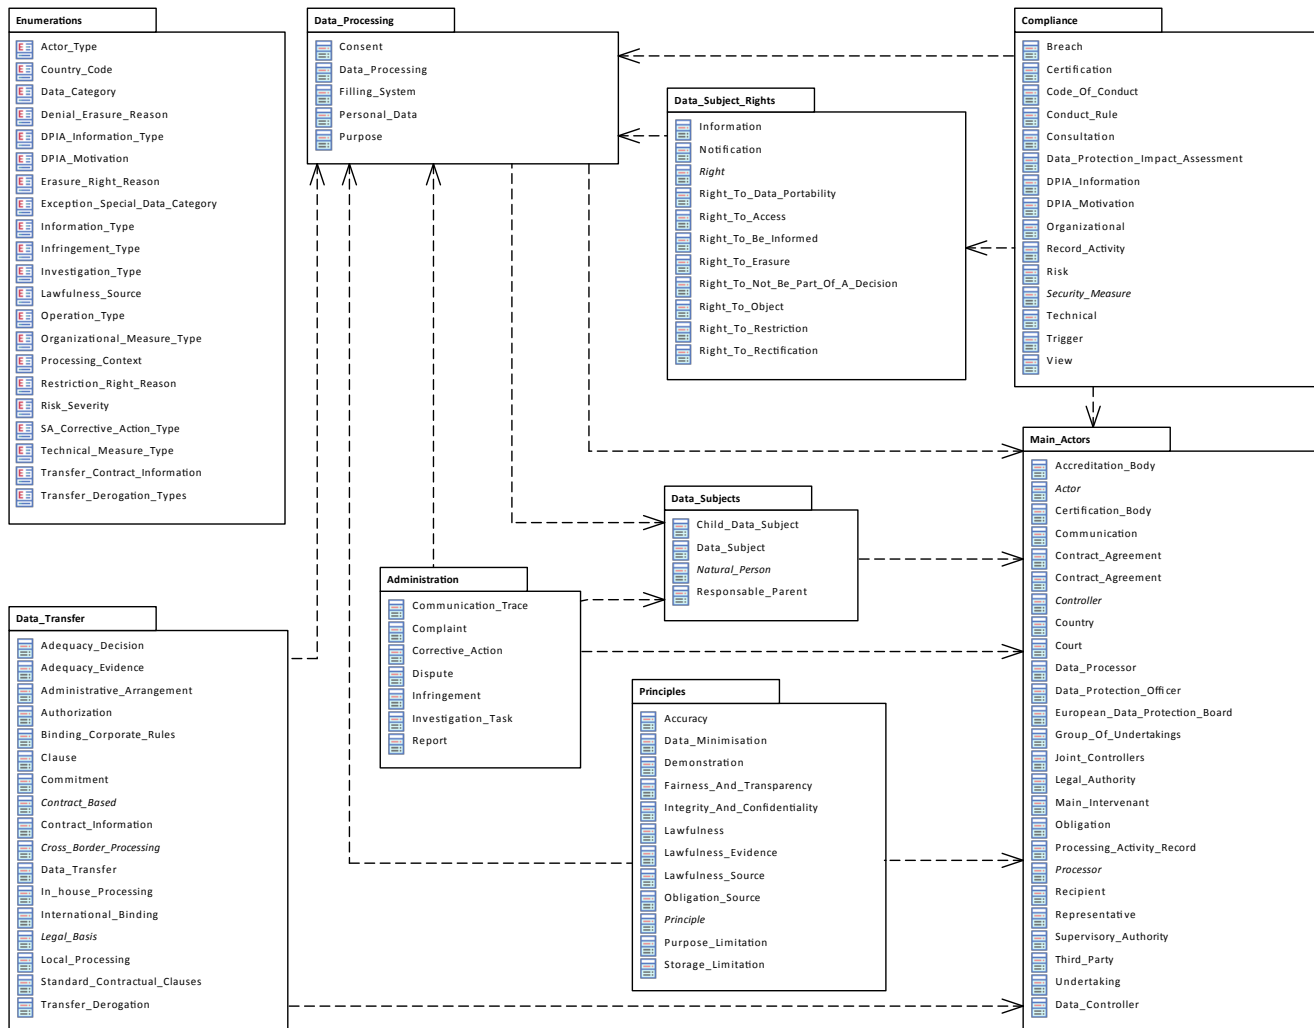 Enumerations
Actor_Type
Country_Code
Data_Category
Denial_Erasure_Reason
DPIA_Information_Type
DPIA_Motivation
Erasure_Right_Reason
Exception_Special_Data_Category
Information_Type
Infringement_Type
Investigation_Type
Lawfulness_Source
Operation_Type
Organizational_Measure_Type
Processing_Context
Restriction_Right_Reason
Risk_Severity
SA_Corrective_Action_Type
Technical_Measure_Type
Transfer_Contract_Information
Transfer_Derogation_Types
Data_Processing
Consent
Data_Processing
Filling_System
Personal_Data
Purpose
Data_Subject_Rights
Information
Notification
Right
Right_To_Data_Portability
Right_To_Access
Right_To_Be_Informed
Right_To_Erasure
Right_To_Not_Be_Part_Of_A_Decision
Right_To_Object
Right_To_Restriction
Right_To_Rectification
Compliance
Breach
Certification
Code_Of_Conduct
Conduct_Rule
Consultation
Data_Protection_Impact_Assessment
DPIA_Information
DPIA_Motivation
Organizational
Record_Activity
Risk
Security_Measure
Technical
Trigger
View
Main_Actors
Accreditation_Body
Actor
Certification_Body
Communication
Contract_Agreement
Contract_Agreement
Controller
Country
Court
Data_Processor
Data_Protection_Officer
European_Data_Protection_Board
Group_Of_Undertakings
Joint_Controllers
Legal_Authority
Main_Intervenant
Obligation
Processing_Activity_Record
Processor
Recipient
Representative
Supervisory_Authority
Third_Party
Undertaking
Data_Controller
Data_Subjects
Child_Data_Subject
Data_Subject
Natural_Person
Responsable_Parent
Administration
Communication_Trace
Complaint
Corrective_Action
Dispute
Infringement
Investigation_Task
Report
Data_Transfer
Adequacy_Decision
Adequacy_Evidence
Administrative_Arrangement
Authorization
Binding_Corporate_Rules
Clause
Commitment
Contract_Based
Contract_Information
Cross_Border_Processing
Data_Transfer
In_house_Processing
International_Binding
Legal_Basis
Local_Processing
Standard_Contractual_Clauses
Transfer_Derogation
Principles
Accuracy
Data_Minimisation
Demonstration
Fairness_And_Transparency
Integrity_And_Confidentiality
Lawfulness
Lawfulness_Evidence
Lawfulness_Source
Obligation_Source
Principle
Purpose_Limitation
Storage_Limitation